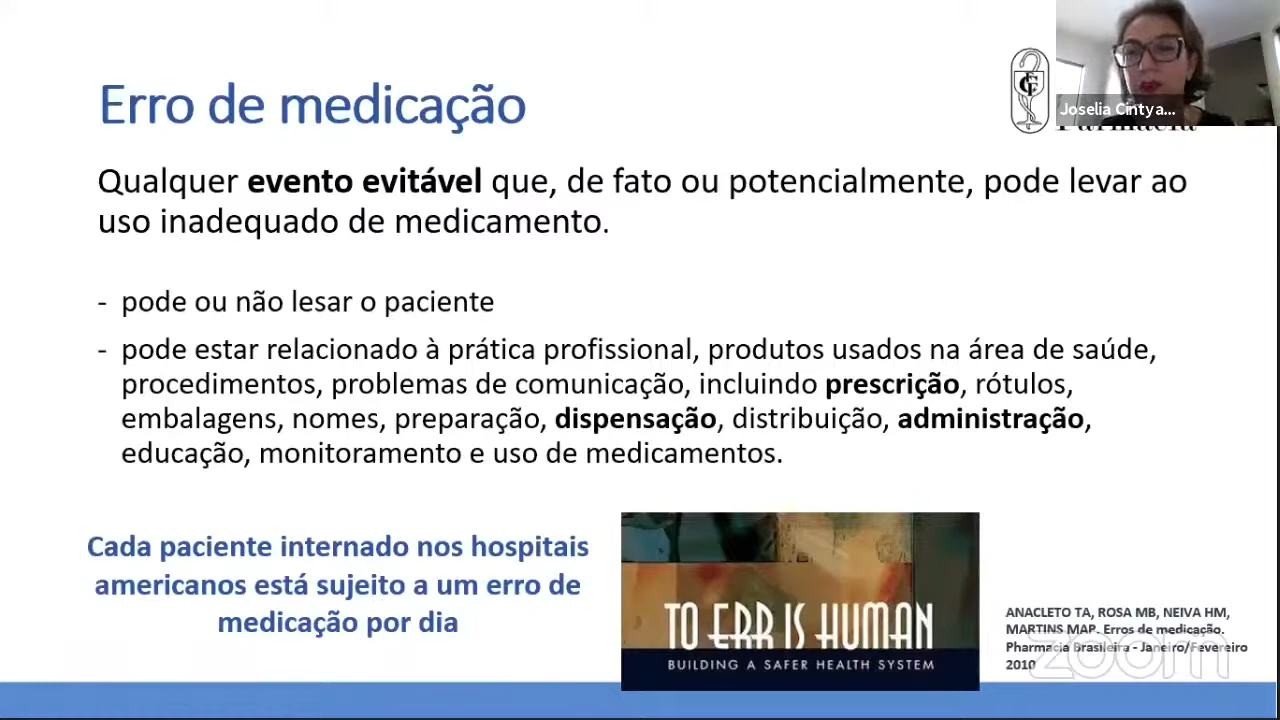 Erro de medicação
Joselia Cintya...
Farmácia
Qualquer evento evitável que, de fato ou potencialmente, pode levar ao
uso inadequado de medicamento.
- pode ou não lesar o paciente
- pode estar relacionado à prática profissional, produtos usados na área de saúde,
procedimentos, problemas de comunicação, incluindo prescrição, rótulos,
embalagens, nomes, preparação, dispensação, distribuição, administração,
educação, monitoramento e uso de medicamentos.
Cada paciente internado nos hospitais
americanos está sujeito a um erro de
medicação por dia
TO ERR IS HUMAN
BUILDING A SAFER HEALTH SYSTEM
ANACLETO TA, ROSA MB, NEIVA HM,
MARTINS MAP. Erros de medicação.
Pharmacia Brasileira - Janeiro/Fevereiro
2010
zoom